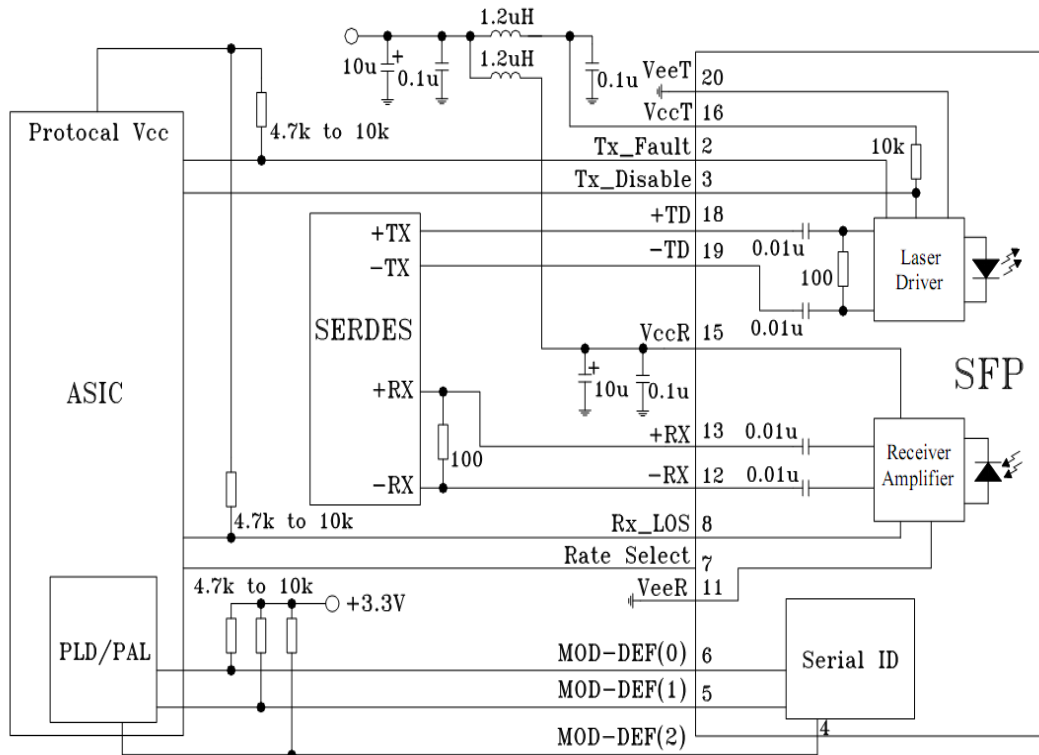 1.2uH
1.2uH
10u
+
0.1u
0.1u
VeeT 20
VccT 16
Protocal Vcc
4.7k to 10k
Tx_Fault 2
10k
Tx_Disable 3
+TX
+TD 18
0.01u
-TX
-TD 19
100
Laser
Driver
0.01u
SERDES
VccR 15
SFP
ASIC
+
10u
0.1u
+RX
+RX 13
0.01u
100
Receiver
Amplifier
-RX
-RX 12
0.01u
4.7k to 10k
Rx_LOS 8
Rate Select 7
4.7k to 10k
VeeR 11
+3.3V
PLD/PAL
MOD-DEF(0) 6
Serial ID
MOD-DEF(1) 5
MOD-DEF(2)
4